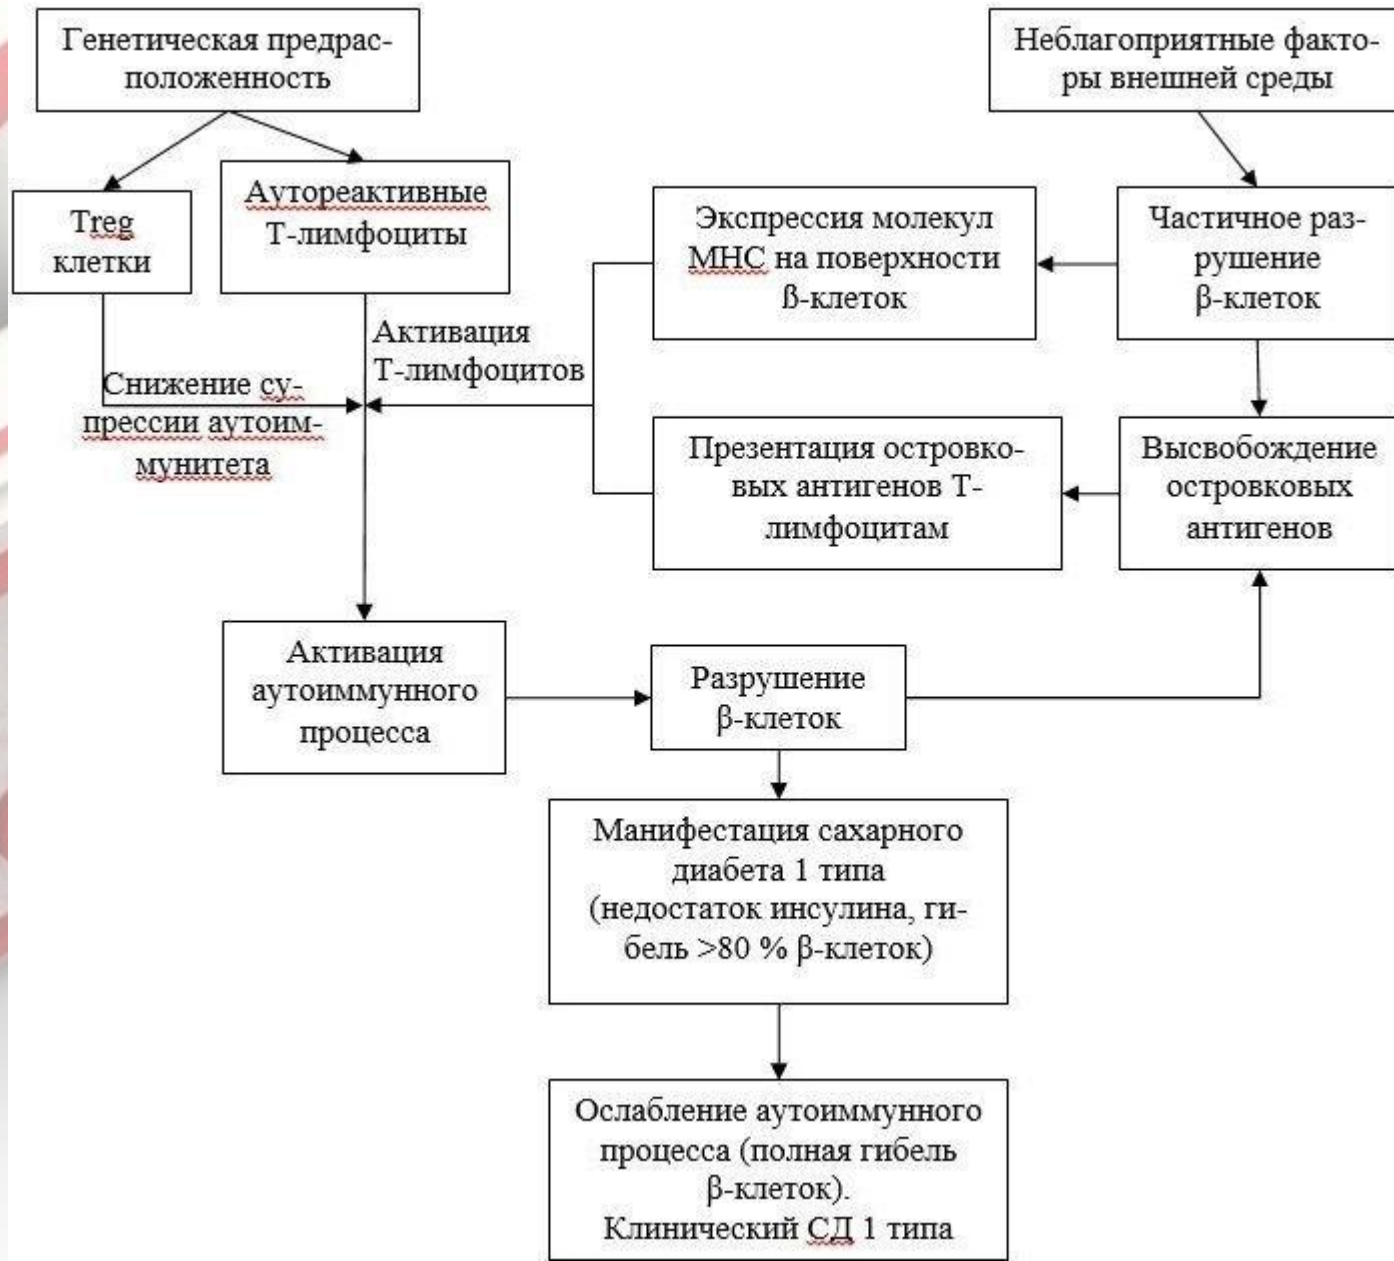 Генетическая предрас-
положенность
Неблагоприятные факто-
ры внешней среды
Treg
клетки
Аутореактивные
Т-лимфоциты
Экспрессия молекул
МНС на поверхности
ß-клеток
Частичное раз-
рушение
β-клеток
Активация
Т-лимфоцитов
Снижение су-
прессии аутоим-
мунитета
Презентация островко-
вых антигенов Т-
лимфоцитам
Высвобождение
островковых
антигенов
Активация
аутоиммунного
процесса
Разрушение
β-клеток
Манифестация сахарного
диабета 1 типа
(недостаток инсулина, ги-
бель >80 % β-клеток)
Ослабление аутоиммунного
процесса (полная гибель
β-клеток).
Клинический СД 1 типа